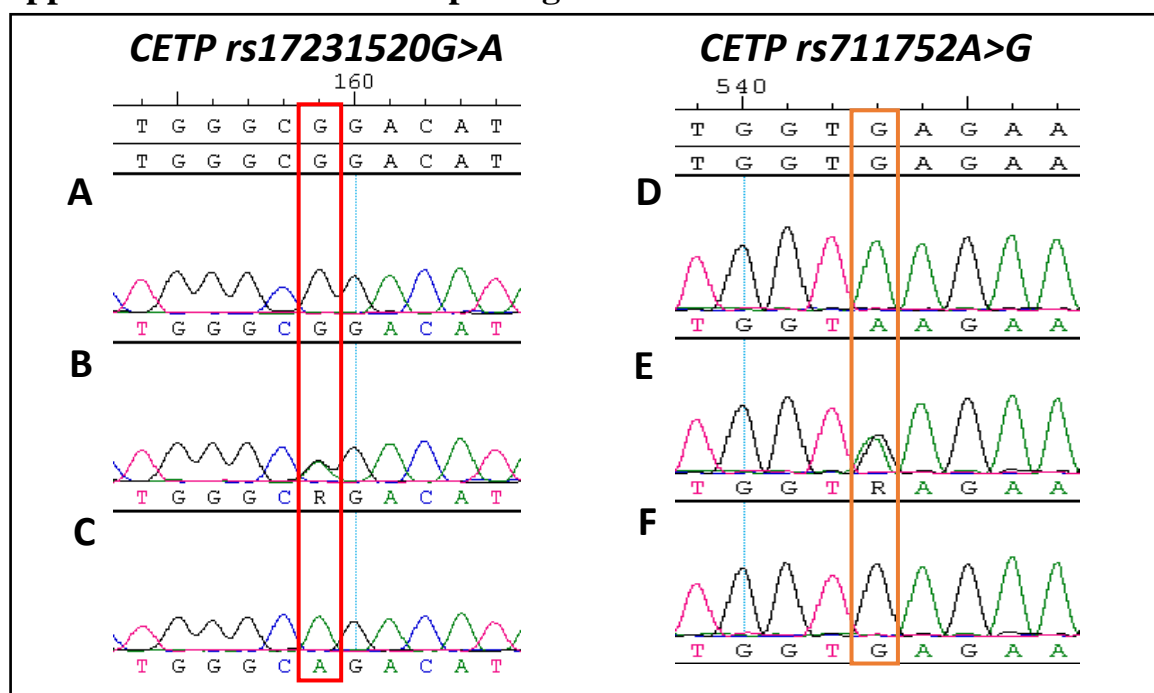 CETP rs17231520G>A
160
T G G G C G G A C A T
T G G G C G G A C A T
A
T G G G C G G A C A T
B
T G G G C R G A C A T
C
T G G G C A G A C A T
CETP rs711752A>G
540
T G G T G A G A A
T G G T G A G A A
D
T G G T A A G A A
E
T G G T R A G A A
F
T G G T G A G A A